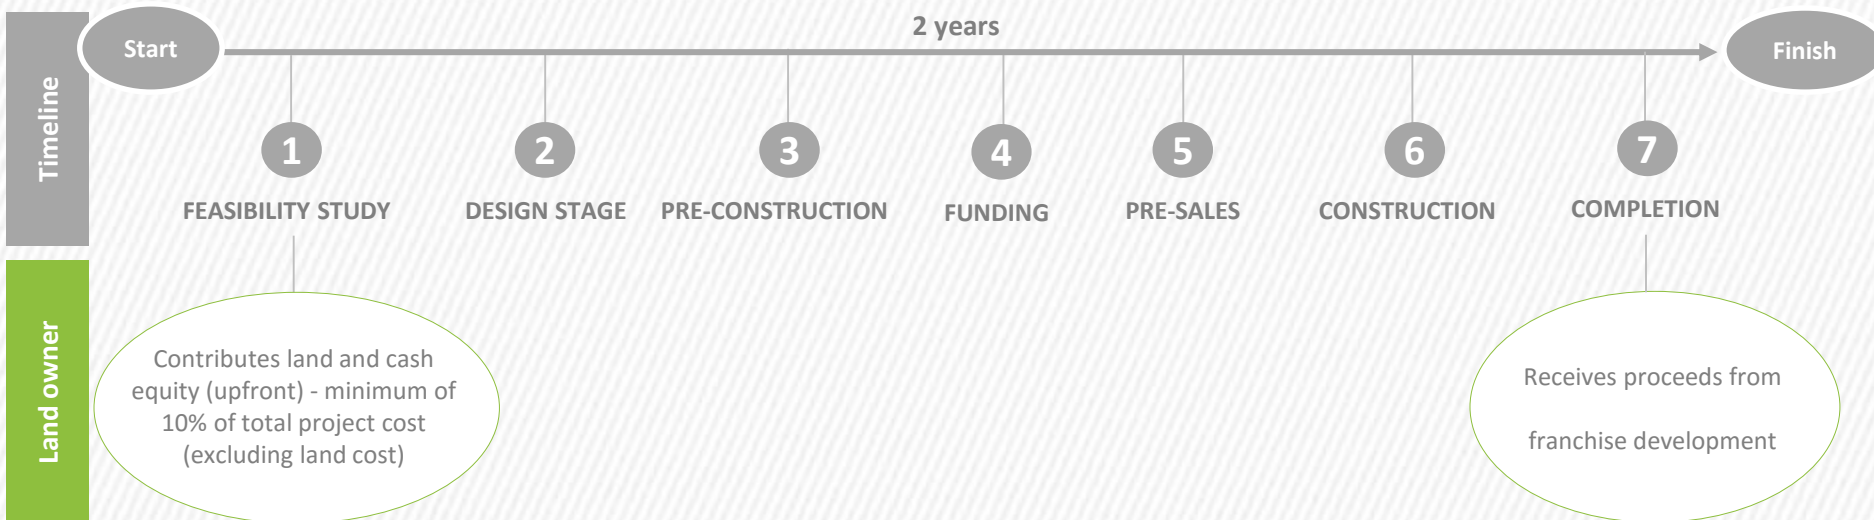 Timeline
Start
2 years
Finish
1
2
3
4
5
6
7
FEASIBILITY STUDY
DESIGN STAGE
PRE-CONSTRUCTION
FUNDING
PRE-SALES
CONSTRUCTION
COMPLETION
Land owner
Contributes land and cash
equity (upfront) - minimum of
10% of total project cost
(excluding land cost)
Receives proceeds from
franchise development